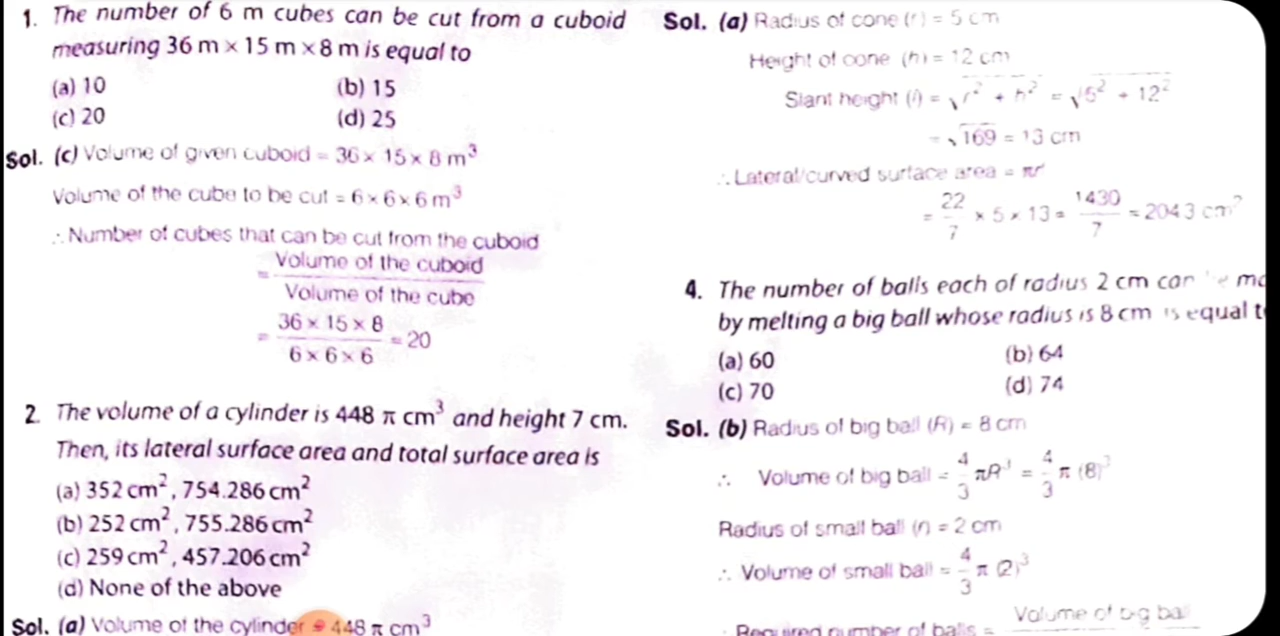 1. The number of 6 m cubes can be cut from a cuboid
measuring 36 m × 15 m × 8 m is equal to
(a) 10 (b) 15
(c) 20 (d) 25
Sol. (c) Volume of given cuboid = 36 × 15 × 8 m³
Volume of the cube to be cut = 6 × 6 × 6 m³
∴ Number of cubes that can be cut from the cuboid
= Volume of the cuboid / Volume of the cube
= 36 × 15 × 8 / 6 × 6 × 6 = 20
2. The volume of a cylinder is 448 π cm³ and height 7 cm.
Then, its lateral surface area and total surface area is
(a) 352 cm², 754.286 cm²
(b) 252 cm², 755.286 cm²
(c) 259 cm², 457.206 cm²
(d) None of the above
Sol. (a) Volume of the cylinder = 448 π cm³
Sol. (a) Radius of cone (r) = 5 cm
Height of cone (h) = 12 cm
Slant height (l) = √r² + h² = √5² + 12²
= √169 = 13 cm
∴ Lateral/curved surface area = πrl
= 22/7 × 5 × 13 = 1430/7 = 204.3 cm²
4. The number of balls each of radius 2 cm can be
by melting a big ball whose radius is 8 cm is equal
(a) 60 (b) 64
(c) 70 (d) 74
Sol. (b) Radius of big ball (R) = 8 cm
∴ Volume of big ball = 4/3 πR³ = 4/3 π (8)³
Radius of small ball (r) = 2 cm
∴ Volume of small ball = 4/3 π (2)³
Required number of balls = Volume of big ball